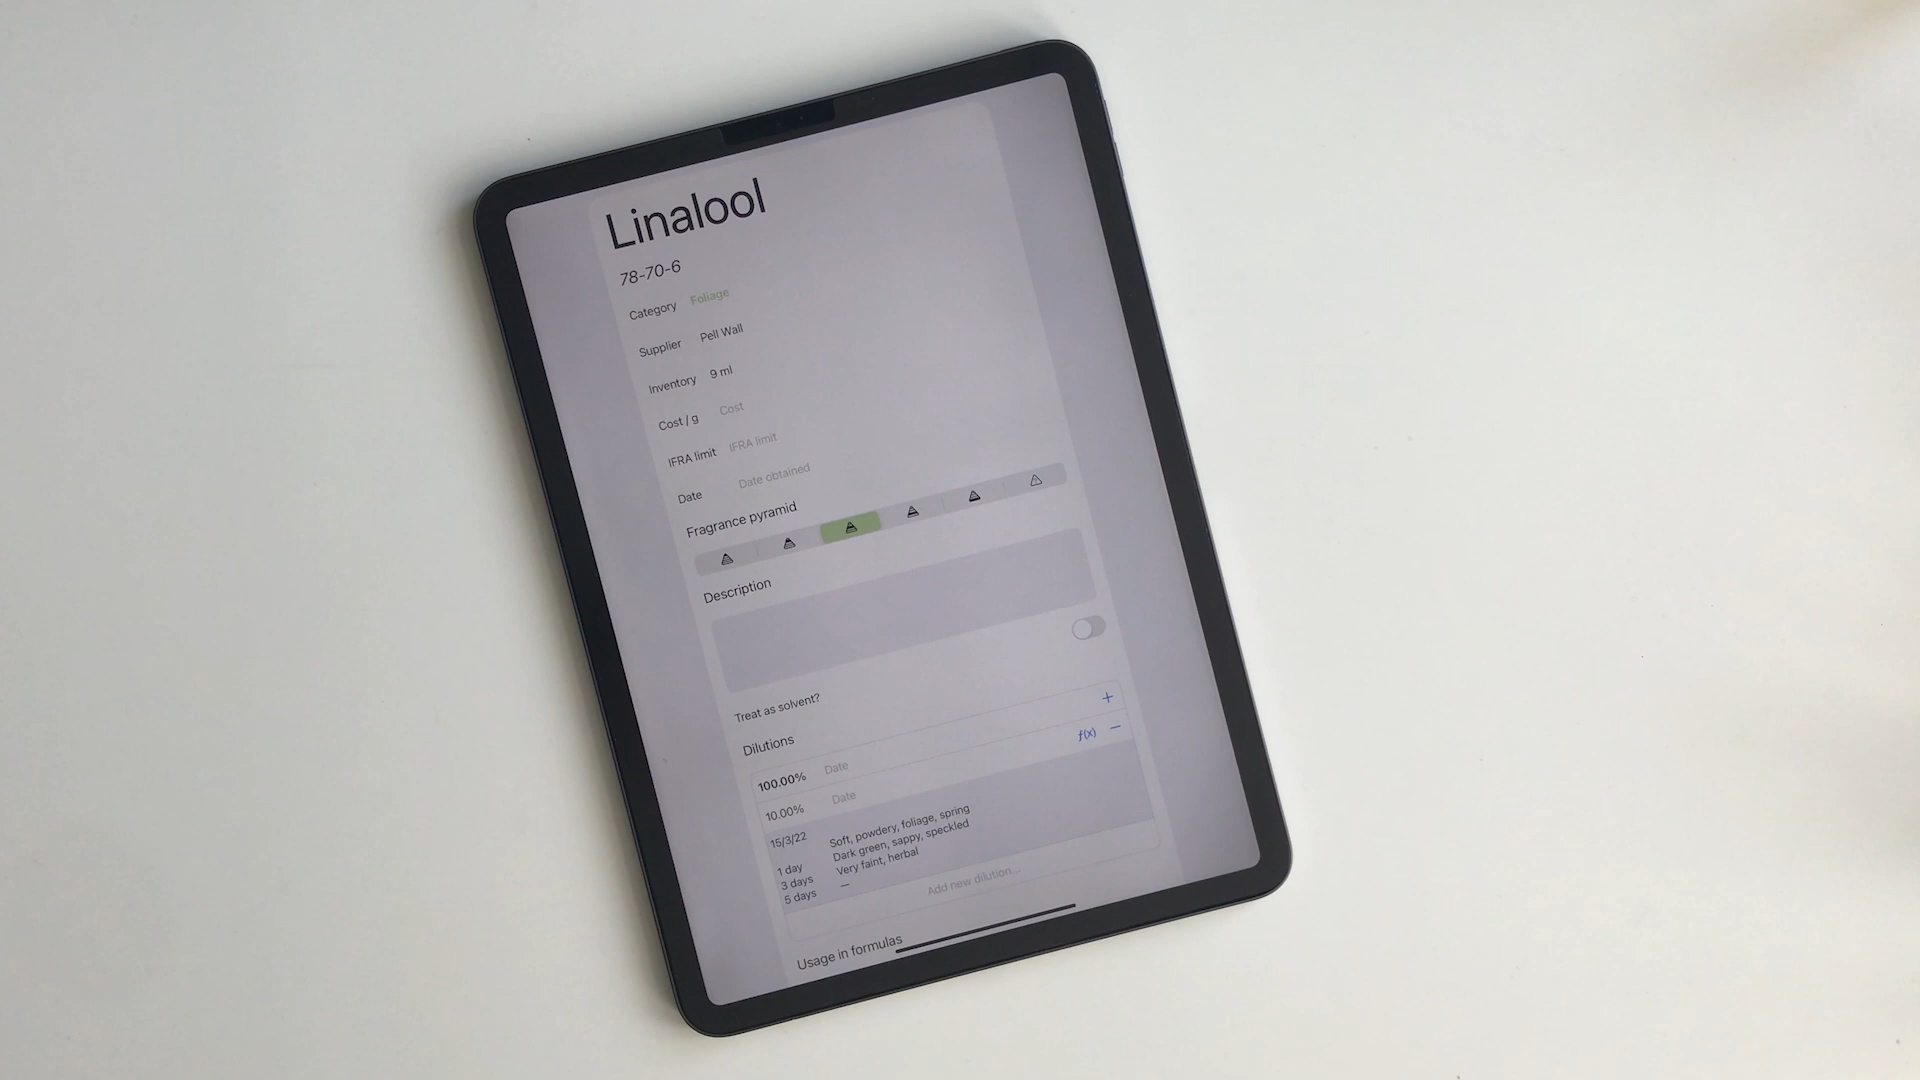 Linalool
78-70-6
Category Foliage
Supplier Pell Wall
Inventory 9 ml
Cost / g Cost
IFRA limit IFRA limit
Date Date obtained
Fragrance pyramid
Description
Treat as solvent?
Dilutions +
100.00% Date f(x) −
10.00% Date
15/3/22 Soft, powdery, foliage, spring
1 day Dark green, sappy, speckled
3 days Very faint, herbal
5 days —
Add new dilution...
Usage in formulas